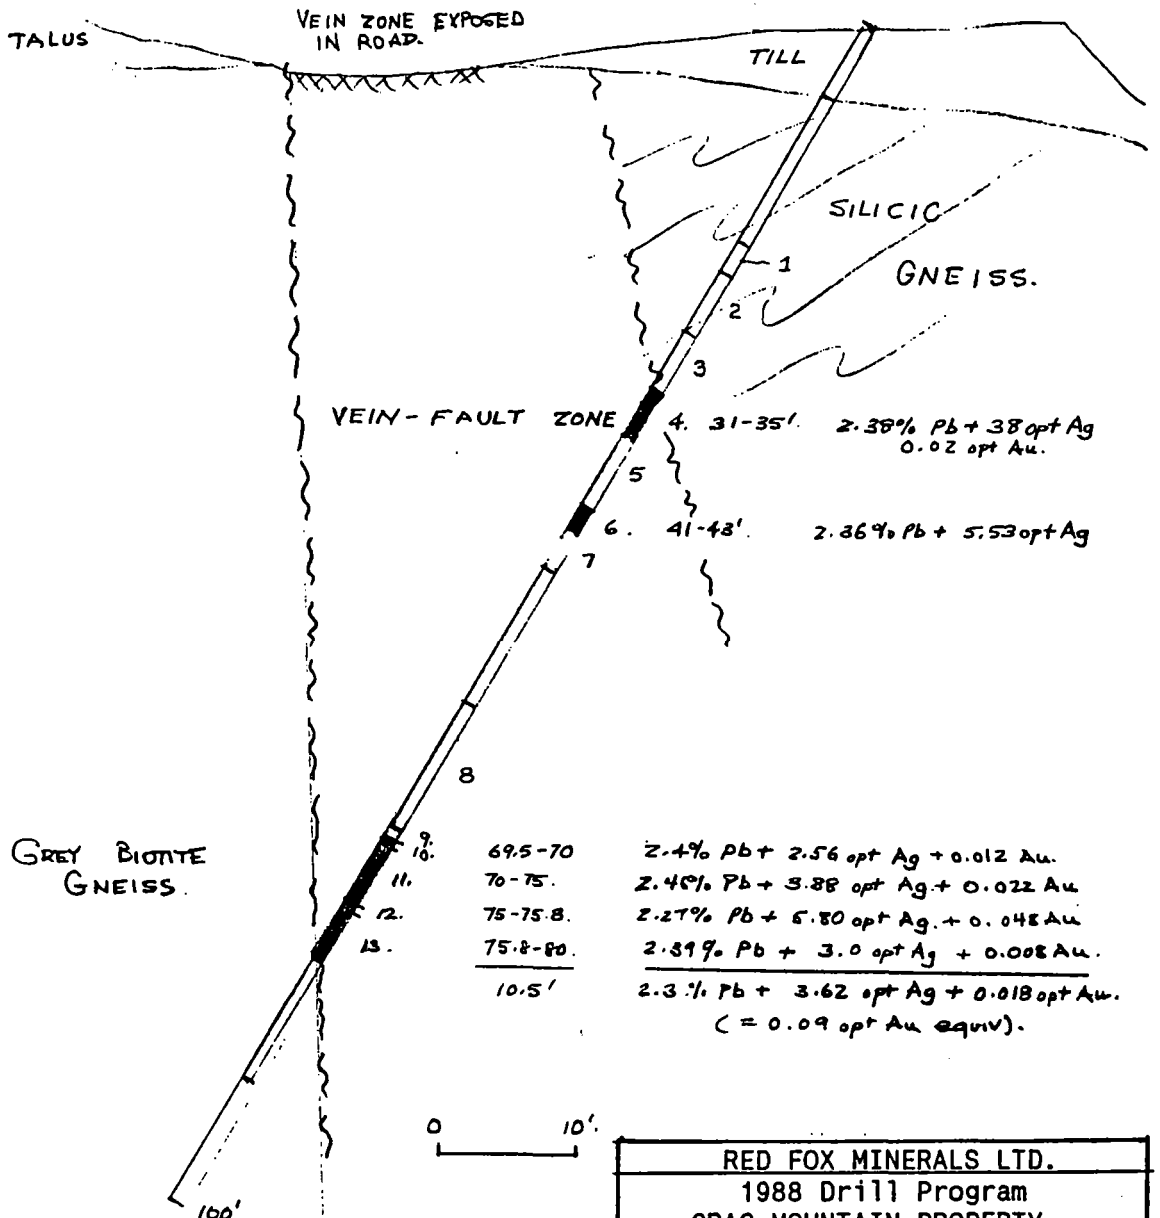 TALUS
VEIN ZONE EXPOSED
IN ROAD.
TILL
SILICIC
GNEISS.
1
2
3
VEIN-FAULT ZONE
4. 31-35'. 2.38% Pb + 38 opt Ag
0.02 opt Au.
5
6. 41-43'. 2.36% Pb + 5.53 opt Ag
7
8
GREY BIOTITE
GNEISS.
9.
10. 69.5-70 2.4% Pb + 2.56 opt Ag + 0.012 Au.
11. 70-75. 2.46% Pb + 3.88 opt Ag + 0.022 Au
12. 75-75.8. 2.27% Pb + 5.80 opt Ag. + 0.048 Au
13. 75.8-80. 2.39% Pb + 3.0 opt Ag + 0.008 Au.
10.5' 2.3% Pb + 3.62 opt Ag + 0.018 opt Au.
( = 0.09 opt Au equiv).
0 10'.
100'
RED FOX MINERALS LTD.
1988 Drill Program
MOUNTAIN PROPERTY